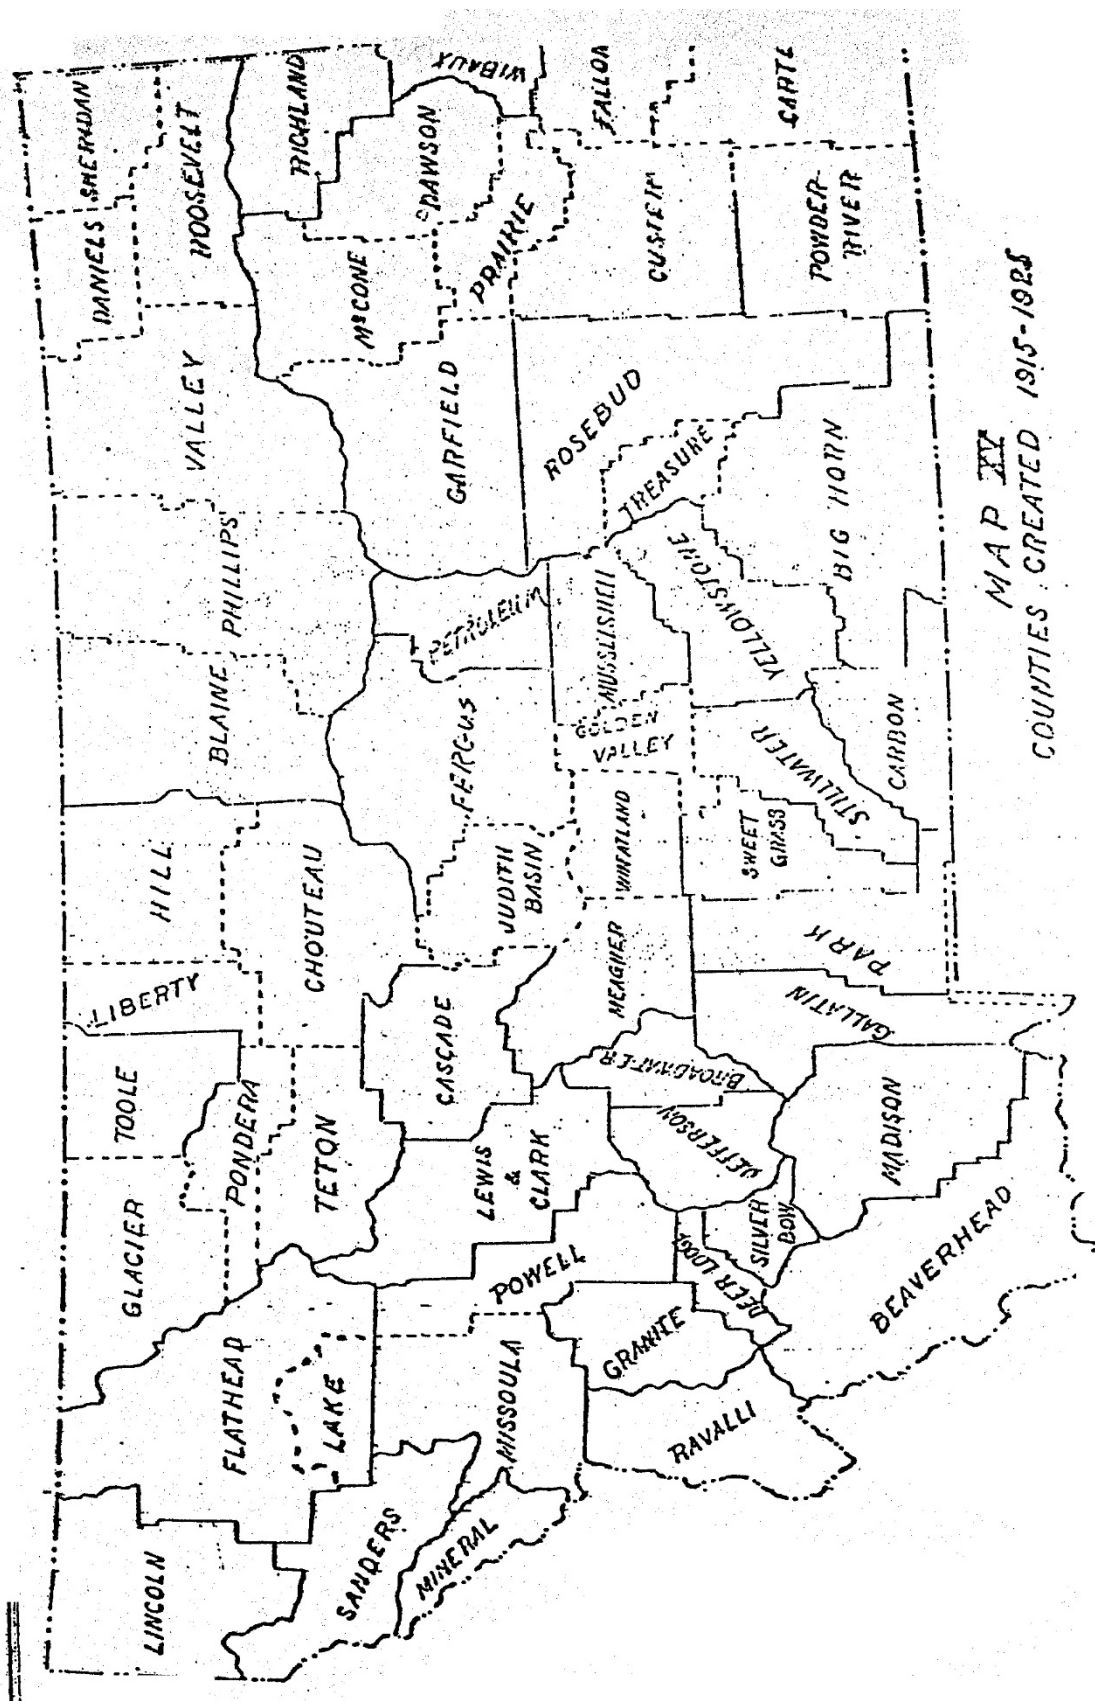 LINCOLN
FLATHEAD
GLACIER
TOOLE
LIBERTY
HILL
BLAINE
PHILLIPS
VALLEY
DANIELS
SHERIDAN
ROOSEVELT
SANDERS
LAKE
PONDERA
TETON
CHOUTEAU
RICHLAND
MINERAL
MISSOULA
POWELL
LEWIS
&
CLARK
CASCADE
JUDITH
BASIN
FERGUS
PETROLEUM
GARFIELD
McCONE
DAWSON
PRAIRIE
WIBAUX
RAVALLI
GRANITE
DEER LODGE
SILVER
BOW
JEFFERSON
BROADWATER
MEAGHER
WHEATLAND
GOLDEN
VALLEY
MUSSLISHELL
TREASURE
ROSEBUD
CUSTER
FALLON
BEAVERHEAD
MADISON
GALLATIN
PARK
SWEET
GRASS
STILLWATER
YELLOWSTONE
CARBON
BIG HORN
POWDER
RIVER
MAP XV
COUNTIES CREATED 1915-1925